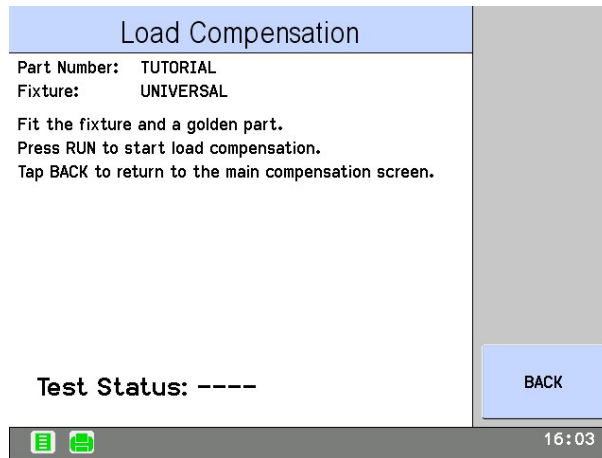 Load Compensation
Part Number: TUTORIAL
Fixture: UNIVERSAL
Fit the fixture and a golden part.
Press RUN to start load compensation.
Tap BACK to return to the main compensation screen.
Test Status: ----
BACK
16:03